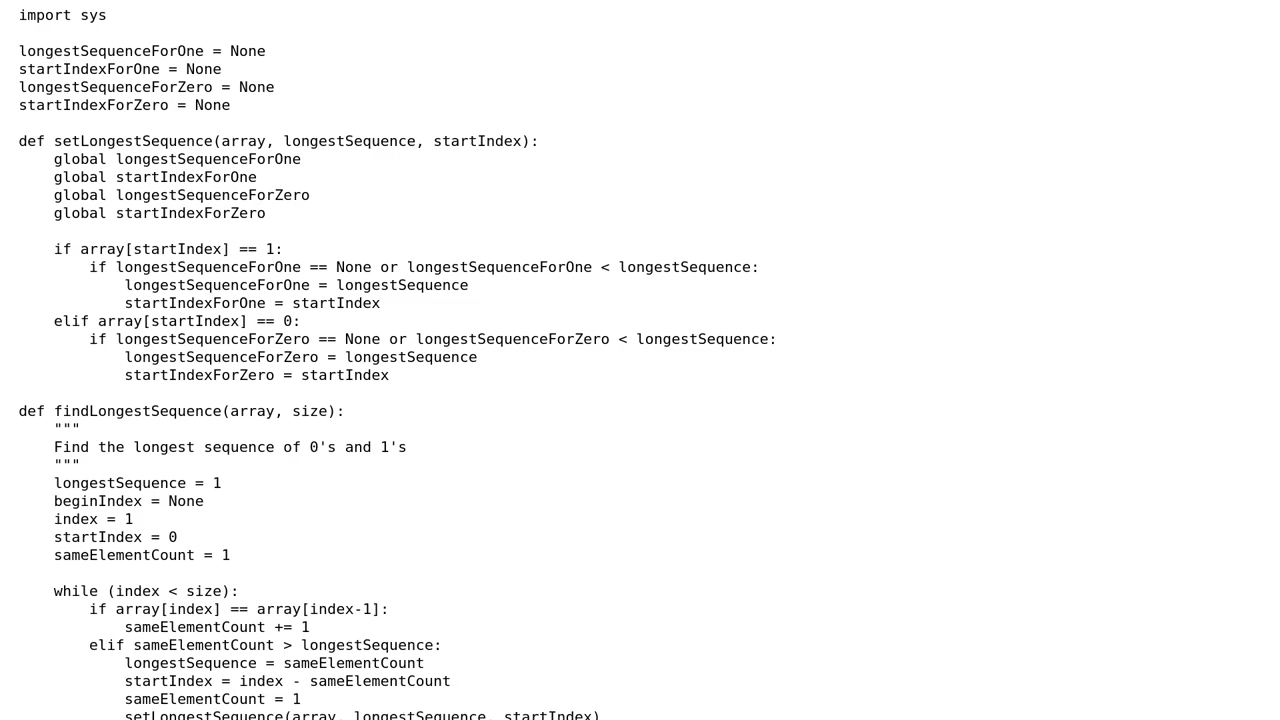 import sys

longestSequenceForOne = None
startIndexForOne = None
longestSequenceForZero = None
startIndexForZero = None

def setLongestSequence(array, longestSequence, startIndex):
    global longestSequenceForOne
    global startIndexForOne
    global longestSequenceForZero
    global startIndexForZero

    if array[startIndex] == 1:
        if longestSequenceForOne == None or longestSequenceForOne < longestSequence:
            longestSequenceForOne = longestSequence
            startIndexForOne = startIndex
    elif array[startIndex] == 0:
        if longestSequenceForZero == None or longestSequenceForZero < longestSequence:
            longestSequenceForZero = longestSequence
            startIndexForZero = startIndex

def findLongestSequence(array, size):
    """
    Find the longest sequence of 0's and 1's
    """
    longestSequence = 1
    beginIndex = None
    index = 1
    startIndex = 0
    sameElementCount = 1

    while (index < size):
        if array[index] == array[index-1]:
            sameElementCount += 1
        elif sameElementCount > longestSequence:
            longestSequence = sameElementCount
            startIndex = index - sameElementCount
            sameElementCount = 1
            setLongestSequence(array, longestSequence, startIndex)